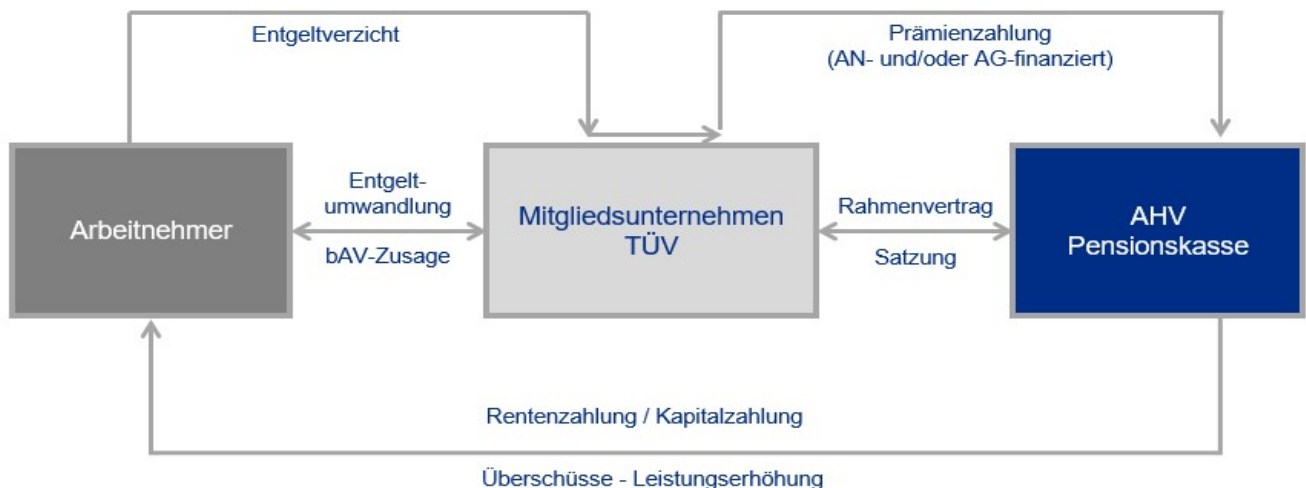 Entgeltverzicht
Prämienzahlung
(AN- und/oder AG-finanziert)
Arbeitnehmer
Entgelt-
umwandlung
bAV-Zusage
Mitgliedsunternehmen
TÜV
Rahmenvertrag
Satzung
AHV
Pensionskasse
Rentenzahlung / Kapitalzahlung
Überschüsse - Leistungserhöhung